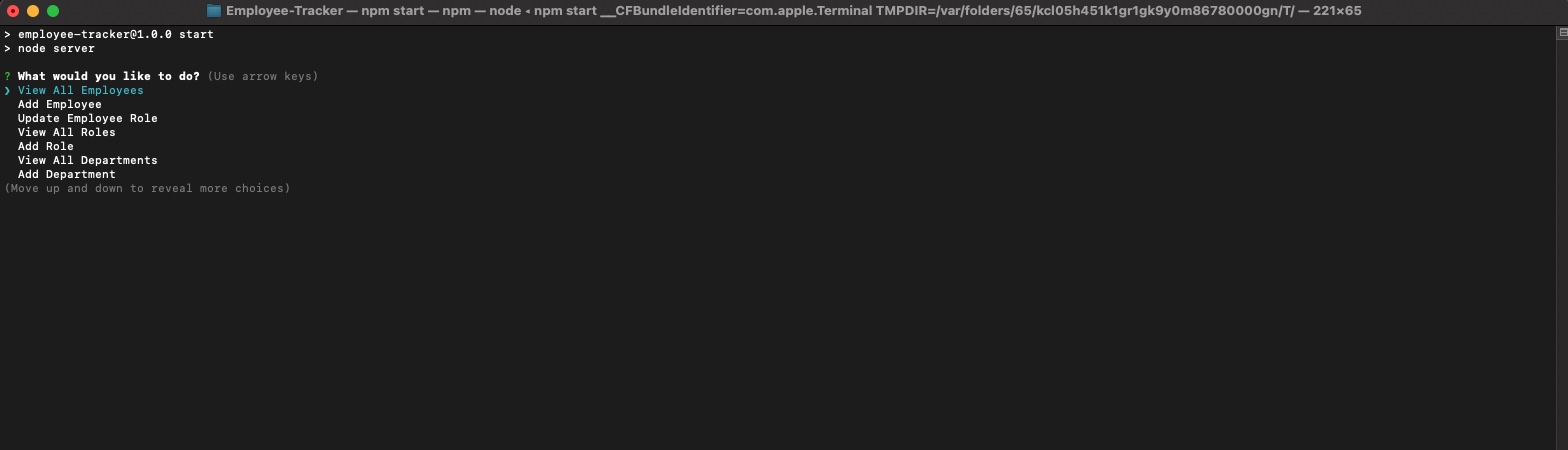 Employee-Tracker — npm start — npm — node ◂ npm start __CFBundleIdentifier=com.apple.Terminal TMPDIR=/var/folders/65/kcl05h451k1gr1gk9y0m86780000gn/T/ — 221×65
> employee-tracker@1.0.0 start
> node server
? What would you like to do? (Use arrow keys)
❯ View All Employees
Add Employee
Update Employee Role
View All Roles
Add Role
View All Departments
Add Department
(Move up and down to reveal more choices)